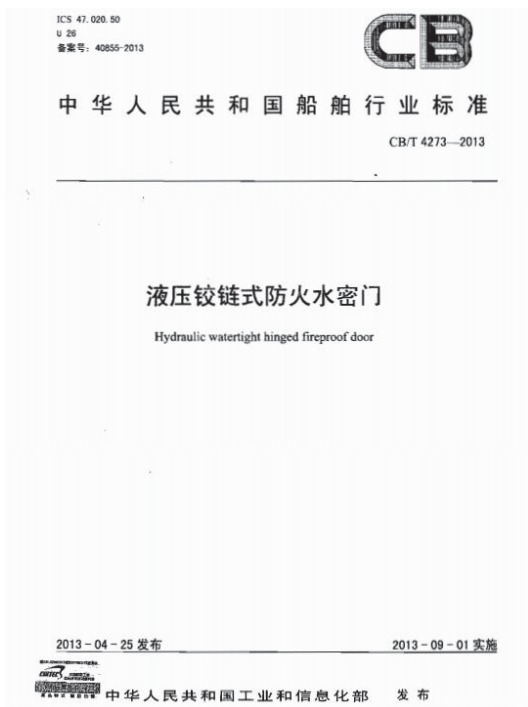 ICS 47.020.50
U 26
备案号：40855-2013
CB
中华人民共和国船舶行业标准
CB/T 4273—2013
液压铰链式防火水密门
Hydraulic watertight hinged fireproof door
2013-04-25 发布
2013-09-01 实施
中华人民共和国工业和信息化部 发布